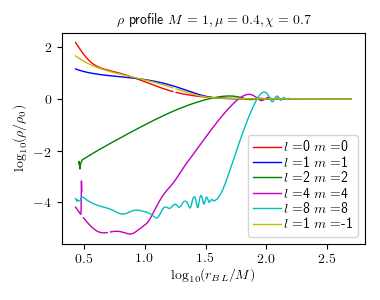 ρ profile M = 1, μ = 0.4, χ = 0.7
log₁₀(ρ/ρ₀)
2
0
−2
−4
l =0 m =0
l =1 m =1
l =2 m =2
l =4 m =4
l =8 m =8
l =1 m =-1
0.5 1.0 1.5 2.0 2.5
log₁₀(r_BL/M)